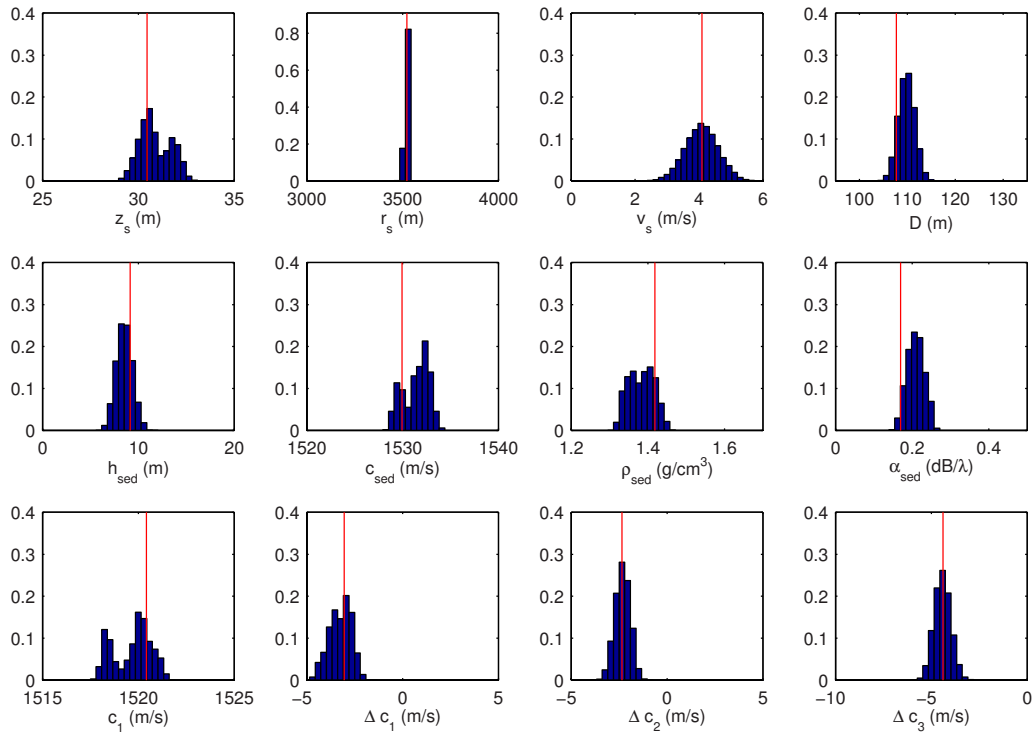 0.4 0.3 0.2 0.1 0
25 30 35
z_s (m)
0.8 0.6 0.4 0.2 0
3000 3500 4000
r_s (m)
0.4 0.3 0.2 0.1 0
0 2 4 6
v_s (m/s)
0.4 0.3 0.2 0.1 0
100 110 120 130
D (m)
0.4 0.3 0.2 0.1 0
0 10 20
h_sed (m)
0.4 0.3 0.2 0.1 0
1520 1530 1540
c_sed (m/s)
0.4 0.3 0.2 0.1 0
1.2 1.4 1.6
ρ_sed (g/cm³)
0.4 0.3 0.2 0.1 0
0 0.2 0.4
α_sed (dB/λ)
0.4 0.3 0.2 0.1 0
1515 1520 1525
c_1 (m/s)
0.4 0.3 0.2 0.1 0
−5 0 5
Δ c_1 (m/s)
0.4 0.3 0.2 0.1 0
−5 0 5
Δ c_2 (m/s)
0.4 0.3 0.2 0.1 0
−10 −5 0
Δ c_3 (m/s)